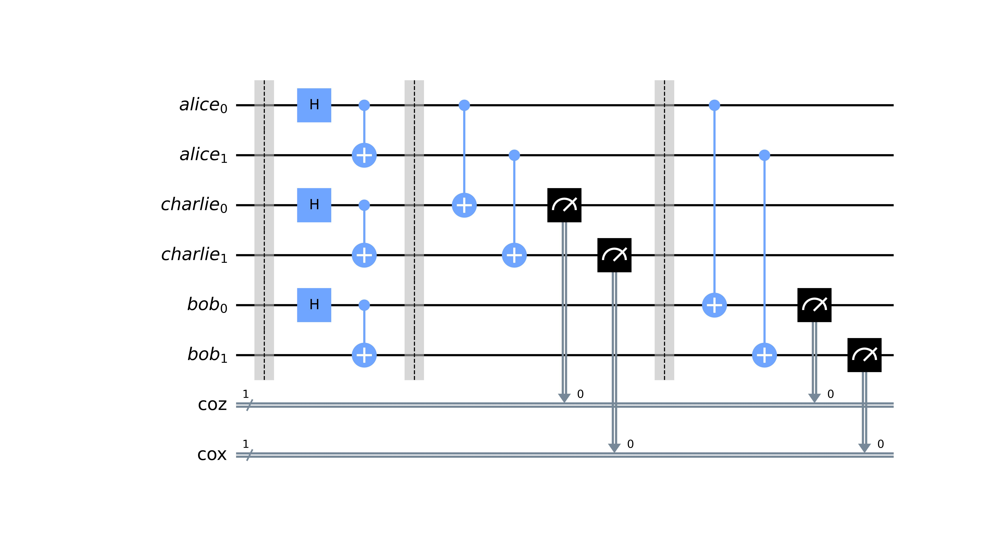 alice0 H
alice1
charlie0 H
charlie1
bob0 H
bob1
coz 1 0 0
cox 1 0 0